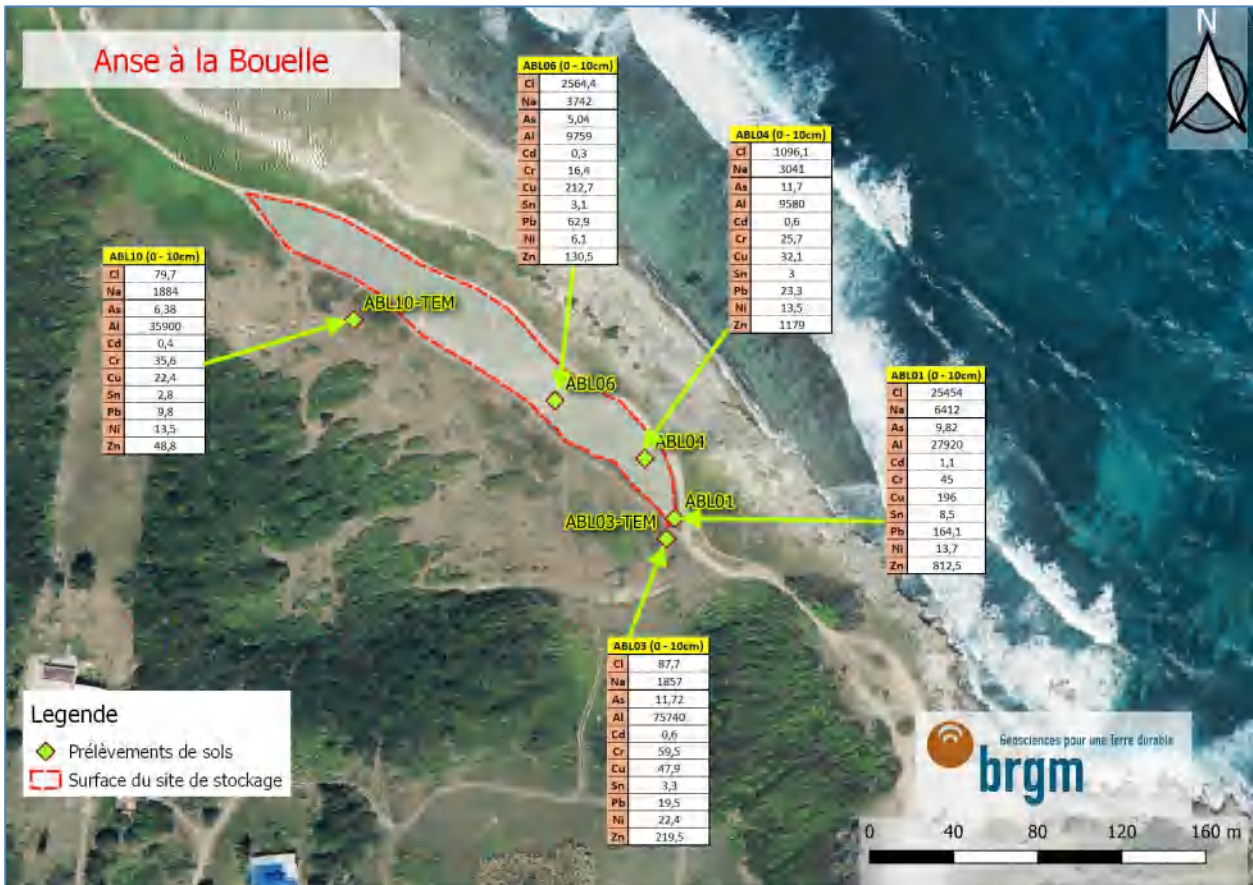 Anse à la Bouelle
N
ABL06 (0 - 10cm)
Cl 2564,4
Na 3742
As 5,04
Al 9759
Cd 0,3
Cr 16,4
Cu 212,7
Sn 3,1
Pb 62,9
Ni 6,1
Zn 130,5
ABL04 (0 - 10cm)
Cl 1096,1
Na 3041
As 11,7
Al 9580
Cd 0,6
Cr 25,7
Cu 32,1
Sn 3
Pb 23,3
Ni 13,5
Zn 1179
ABL10 (0 - 10cm)
Cl 79,7
Na 1884
As 6,38
Al 35900
Cd 0,4
Cr 35,6
Cu 22,4
Sn 2,8
Pb 9,8
Ni 13,5
Zn 48,8
ABL01 (0 - 10cm)
Cl 25454
Na 6412
As 9,82
Al 27920
Cd 1,1
Cr 45
Cu 196
Sn 8,5
Pb 164,1
Ni 13,7
Zn 812,5
ABL10-TEM
ABL06
ABL04
ABL01
ABL03-TEM
ABL03 (0 - 10cm)
Cl 87,7
Na 1857
As 11,72
Al 75740
Cd 0,6
Cr 59,5
Cu 47,9
Sn 3,3
Pb 19,5
Ni 22,4
Zn 219,5
Legende
Prélèvements de sols
Surface du site de stockage
Géosciences pour une Terre durable
brgm
0 40 80 120 160 m